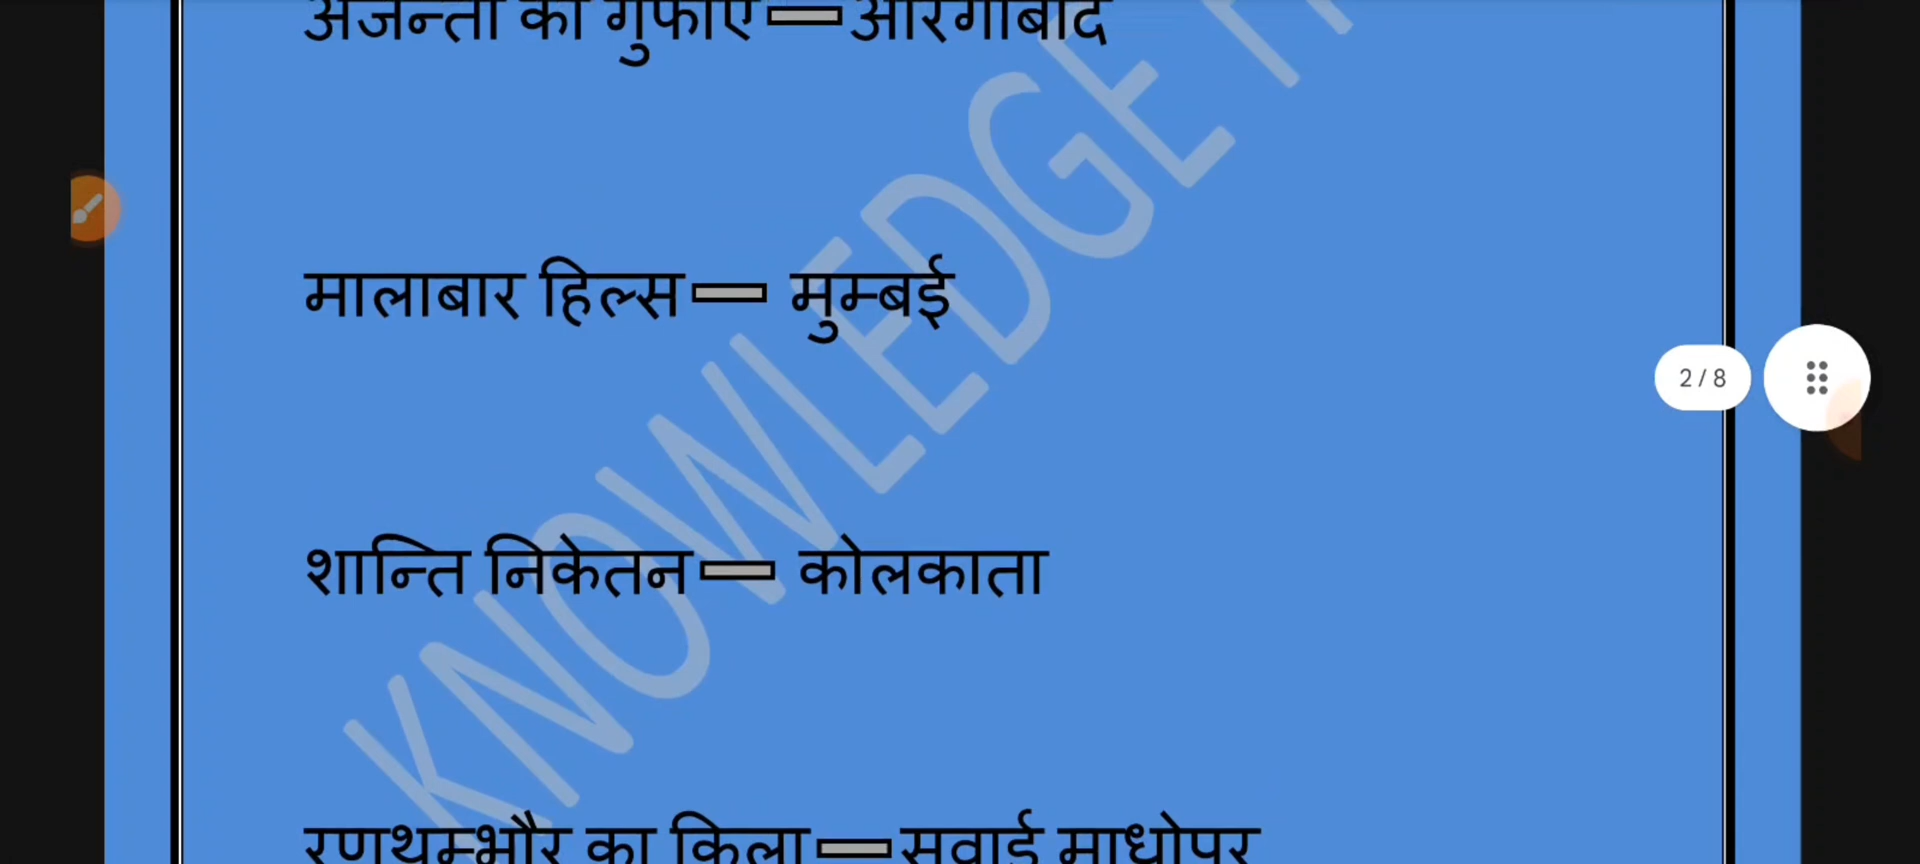 अजन्ता की गुफाएं—औरंगाबाद
मालाबार हिल्स— मुम्बई
2 / 8
शान्ति निकेतन— कोलकाता
रणथम्भौर का किला—सवाई माधोपुर
KNOWLEDGE